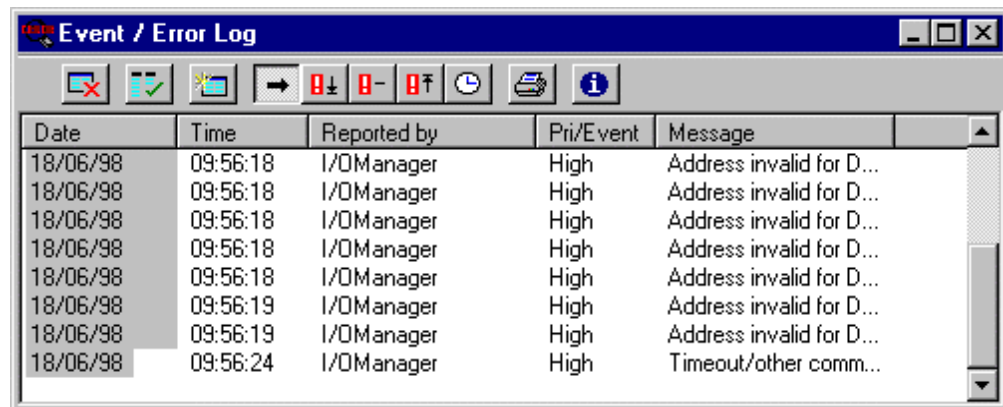 Event / Error Log
Date Time Reported by Pri/Event Message
18/06/98 09:56:18 I/OManager High Address invalid for D...
18/06/98 09:56:18 I/OManager High Address invalid for D...
18/06/98 09:56:18 I/OManager High Address invalid for D...
18/06/98 09:56:18 I/OManager High Address invalid for D...
18/06/98 09:56:18 I/OManager High Address invalid for D...
18/06/98 09:56:19 I/OManager High Address invalid for D...
18/06/98 09:56:19 I/OManager High Address invalid for D...
18/06/98 09:56:24 I/OManager High Timeout/other comm...